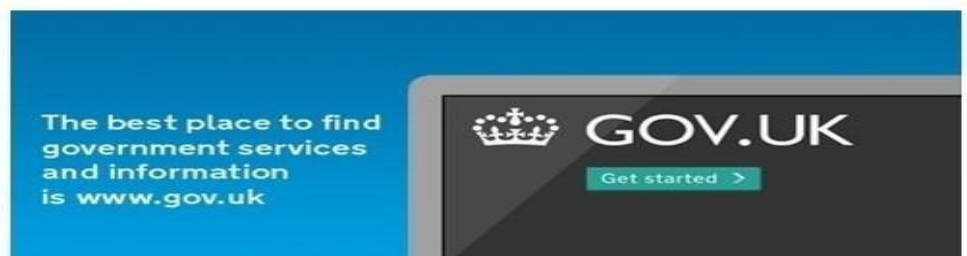 The best place to find
government services
and information
is www.gov.uk
GOV.UK
Get started >